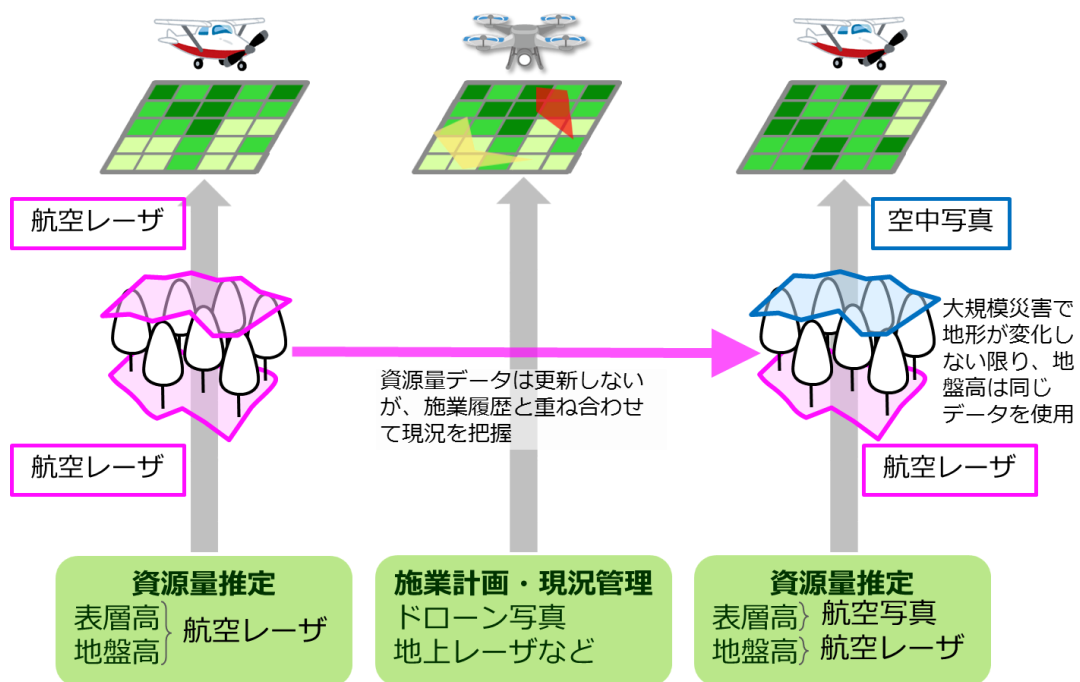 航空レーザ
空中写真
大規模災害で
地形が変化し
ない限り、地
盤高は同じ
データを使用
資源量データは更新しない
が、施業履歴と重ね合わせ
て現況を把握
航空レーザ
航空レーザ
資源量推定
表層高
地盤高
航空レーザ
施業計画・現況管理
ドローン写真
地上レーザなど
資源量推定
表層高 航空写真
地盤高 航空レーザ